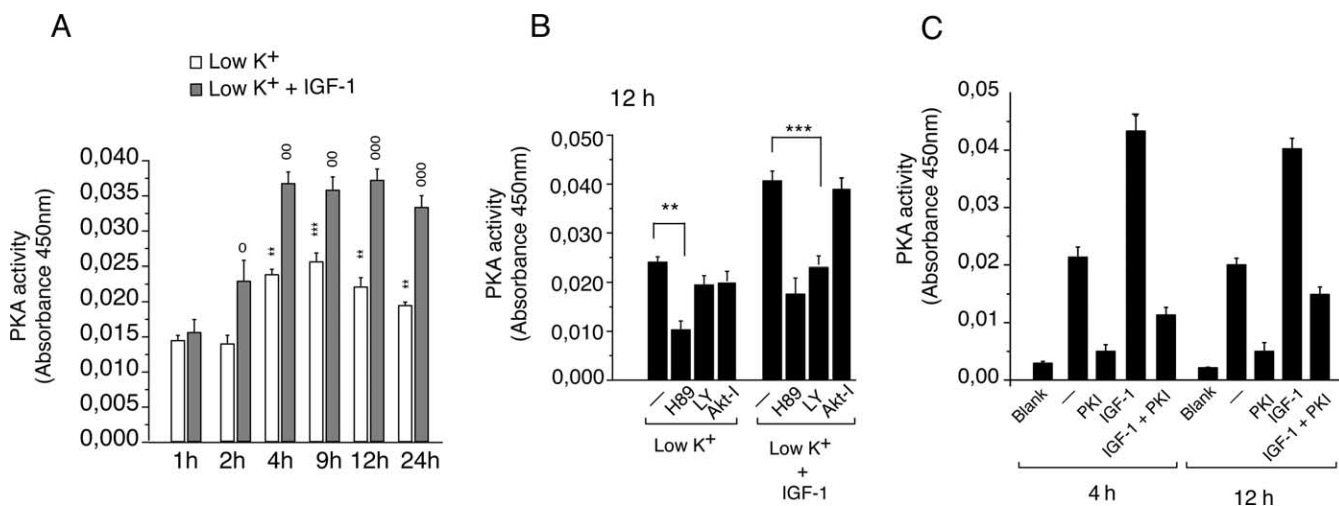 A
Low K+
Low K+ + IGF-1
PKA activity
(Absorbance 450nm)
0,040
0,035
0,030
0,025
0,020
0,015
0,010
0,005
0,000
o
**
oo
***
oo
**
ooo
**
ooo
1h 2h 4h 9h 12h 24h
B
12 h
PKA activity
(Absorbance 450nm)
0,050
0,040
0,030
0,020
0,010
0,000
**
***
— H89 LY Akt-I — H89 LY Akt-I
Low K+
Low K+
+
IGF-1
C
PKA activity
(Absorbance 450nm)
0,05
0,04
0,03
0,02
0,01
0,00
Blank — PKI IGF-1 IGF-1 + PKI Blank — PKI IGF-1 IGF-1 + PKI
4 h 12 h